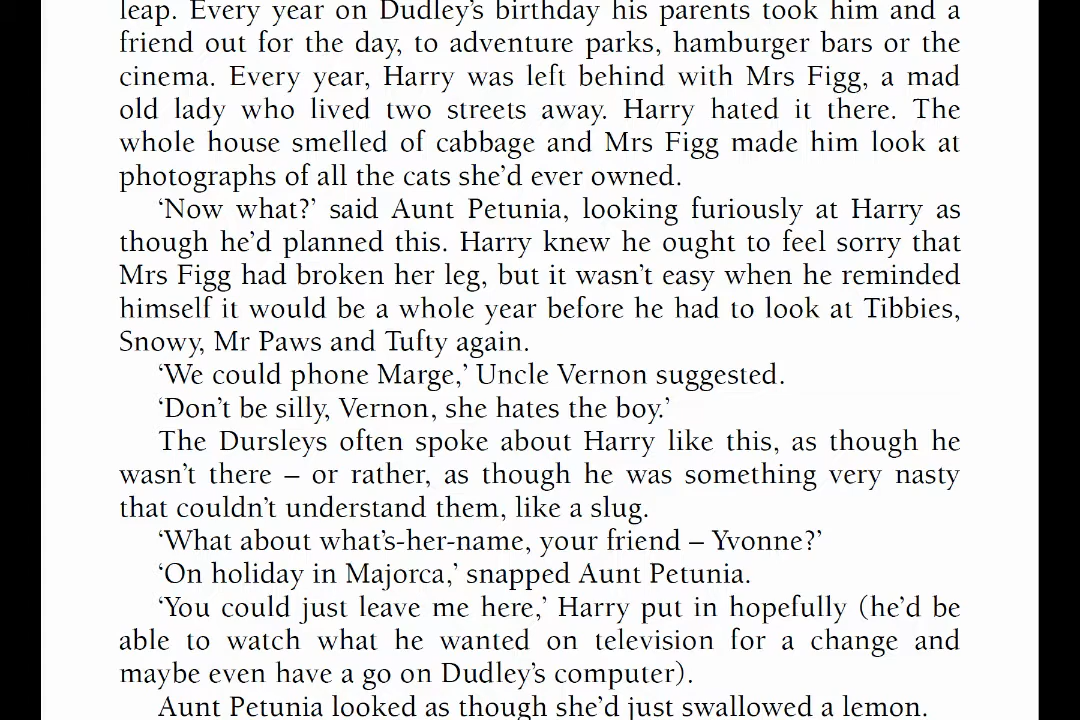 leap. Every year on Dudley’s birthday his parents took him and a
friend out for the day, to adventure parks, hamburger bars or the
cinema. Every year, Harry was left behind with Mrs Figg, a mad
old lady who lived two streets away. Harry hated it there. The
whole house smelled of cabbage and Mrs Figg made him look at
photographs of all the cats she’d ever owned.
‘Now what?’ said Aunt Petunia, looking furiously at Harry as
though he’d planned this. Harry knew he ought to feel sorry that
Mrs Figg had broken her leg, but it wasn’t easy when he reminded
himself it would be a whole year before he had to look at Tibbies,
Snowy, Mr Paws and Tufty again.
‘We could phone Marge,’ Uncle Vernon suggested.
‘Don’t be silly, Vernon, she hates the boy.’
The Dursleys often spoke about Harry like this, as though he
wasn’t there – or rather, as though he was something very nasty
that couldn’t understand them, like a slug.
‘What about what’s-her-name, your friend – Yvonne?’
‘On holiday in Majorca,’ snapped Aunt Petunia.
‘You could just leave me here,’ Harry put in hopefully (he’d be
able to watch what he wanted on television for a change and
maybe even have a go on Dudley’s computer).
Aunt Petunia looked as though she’d just swallowed a lemon.